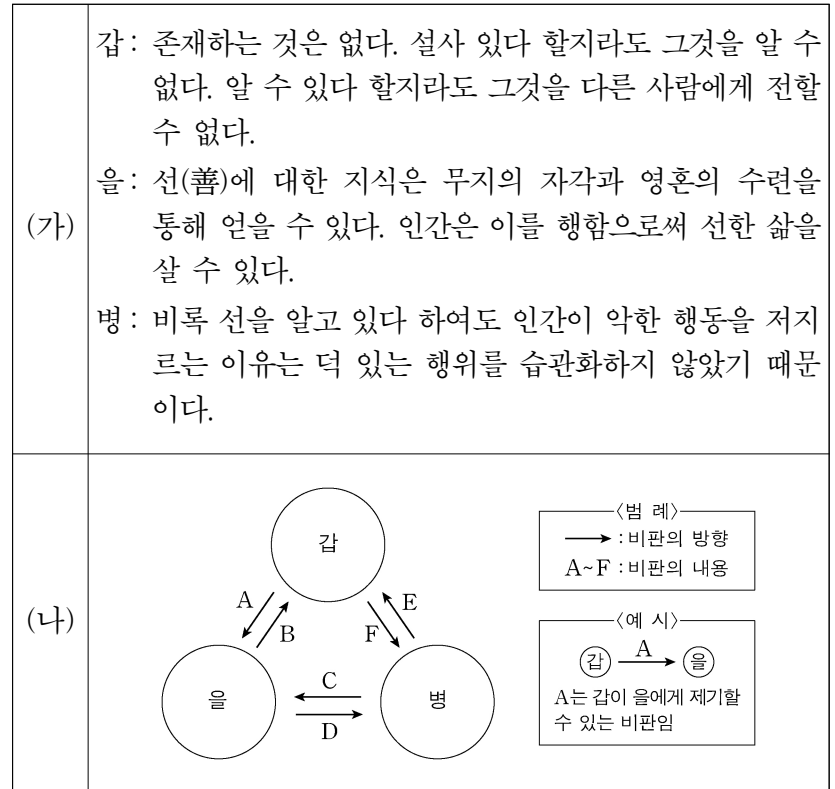 (가)
갑 : 존재하는 것은 없다. 설사 있다 할지라도 그것을 알 수
없다. 알 수 있다 할지라도 그것을 다른 사람에게 전할
수 없다.
을 : 선(善)에 대한 지식은 무지의 자각과 영혼의 수련을
통해 얻을 수 있다. 인간은 이를 행함으로써 선한 삶을
살 수 있다.
병 : 비록 선을 알고 있다 하여도 인간이 악한 행동을 저지
르는 이유는 덕 있는 행위를 습관화하지 않았기 때문
이다.
(나)
갑
A
B
E
F
을
C
D
병
〈범 례〉
→ : 비판의 방향
A~F : 비판의 내용
〈예 시〉
갑 A → 을
A는 갑이 을에게 제기할
수 있는 비판임